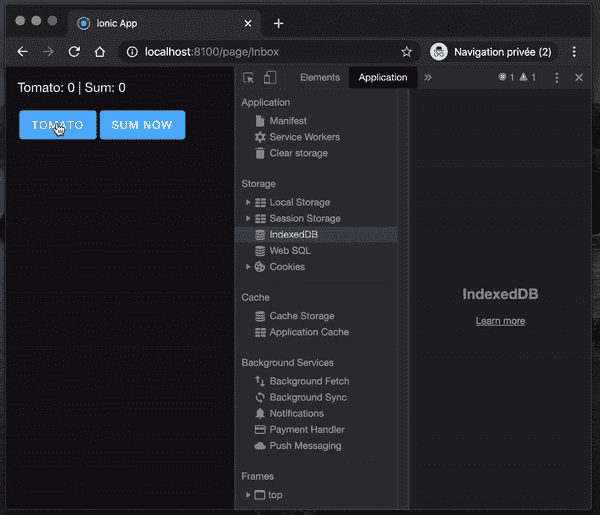 Ionic App
localhost:8100/page/Inbox
Navigation privée (2)
Tomato: 0 | Sum: 0
TOMATO
SUM NOW
Elements
Application
»
1
1
Application
Manifest
Service Workers
Clear storage
Storage
Local Storage
Session Storage
IndexedDB
Web SQL
Cookies
Cache
Cache Storage
Application Cache
Background Services
Background Fetch
Background Sync
Notifications
Payment Handler
Push Messaging
Frames
top
IndexedDB
Learn more